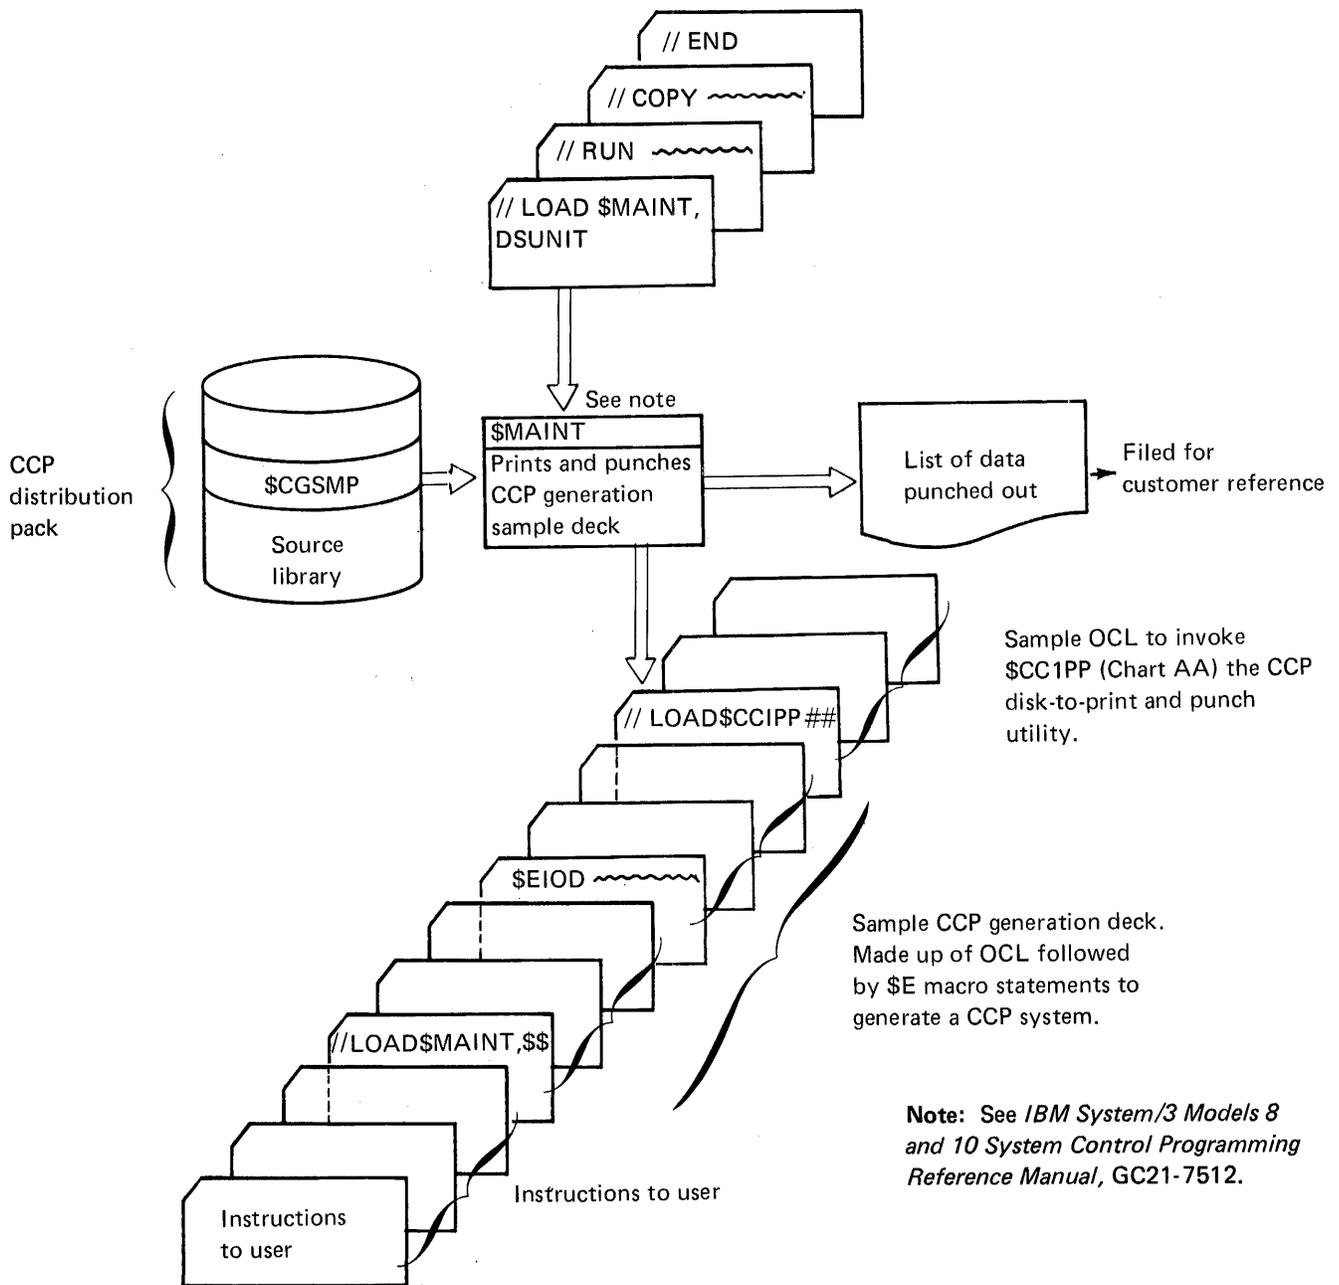 // END
// COPY
// RUN
// LOAD $MAINT,
DSUNIT
See note
$MAINT
Prints and punches
CCP generation
sample deck
CCP
distribution
pack
$CGSMP
Source
library
List of data
punched out
Filed for
customer reference
Sample OCL to invoke
$CC1PP (Chart AA) the CCP
disk-to-print and punch
utility.
// LOAD$CCIPP ##
$EIOD
Sample CCP generation deck.
Made up of OCL followed
by $E macro statements to
generate a CCP system.
//LOAD$MAINT,$$
Note: See IBM System/3 Models 8
and 10 System Control Programming
Reference Manual, GC21-7512.
Instructions to user
Instructions
to user